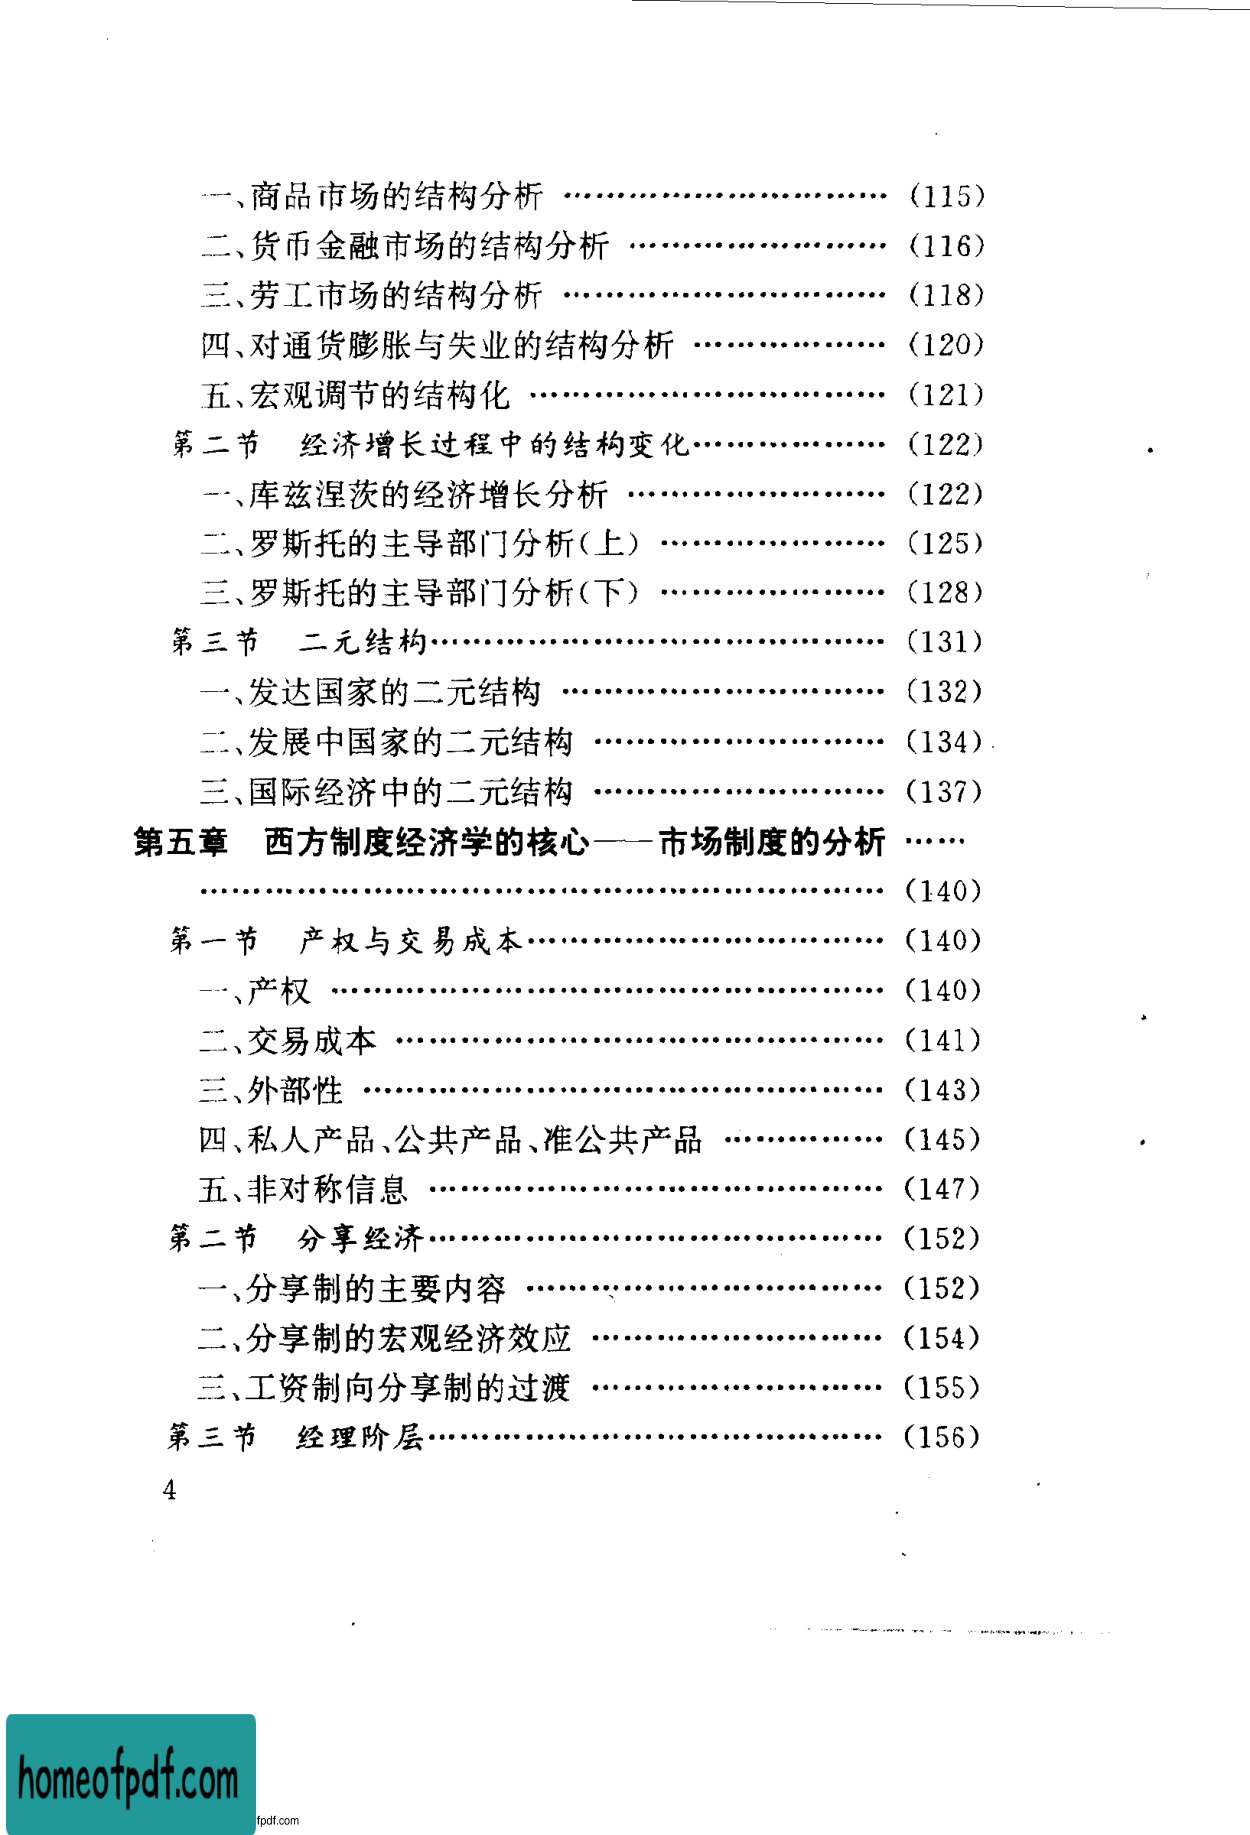 一、商品市场的结构分析 …………………………… (115)
二、货币金融市场的结构分析 …………………… (116)
三、劳工市场的结构分析 …………………………… (118)
四、对通货膨胀与失业的结构分析 ……………… (120)
五、宏观调节的结构化 ……………………………… (121)
第二节　经济增长过程中的结构变化……………… (122)
一、库兹涅茨的经济增长分析 …………………… (122)
二、罗斯托的主导部门分析(上) ………………… (125)
三、罗斯托的主导部门分析(下) ………………… (128)
第三节　二元结构…………………………………… (131)
一、发达国家的二元结构 ………………………… (132)
二、发展中国家的二元结构 ……………………… (134)
三、国际经济中的二元结构 ……………………… (137)
第五章　西方制度经济学的核心——市场制度的分析 ……
………………………………………………………… (140)
第一节　产权与交易成本…………………………… (140)
一、产权 …………………………………………… (140)
二、交易成本 ……………………………………… (141)
三、外部性 ………………………………………… (143)
四、私人产品、公共产品、准公共产品 …………… (145)
五、非对称信息 …………………………………… (147)
第二节　分享经济…………………………………… (152)
一、分享制的主要内容 …………………………… (152)
二、分享制的宏观经济效应 ……………………… (154)
三、工资制向分享制的过渡 ……………………… (155)
第三节　经理阶层…………………………………… (156)
4
homeofpdf.com
fpdf.com